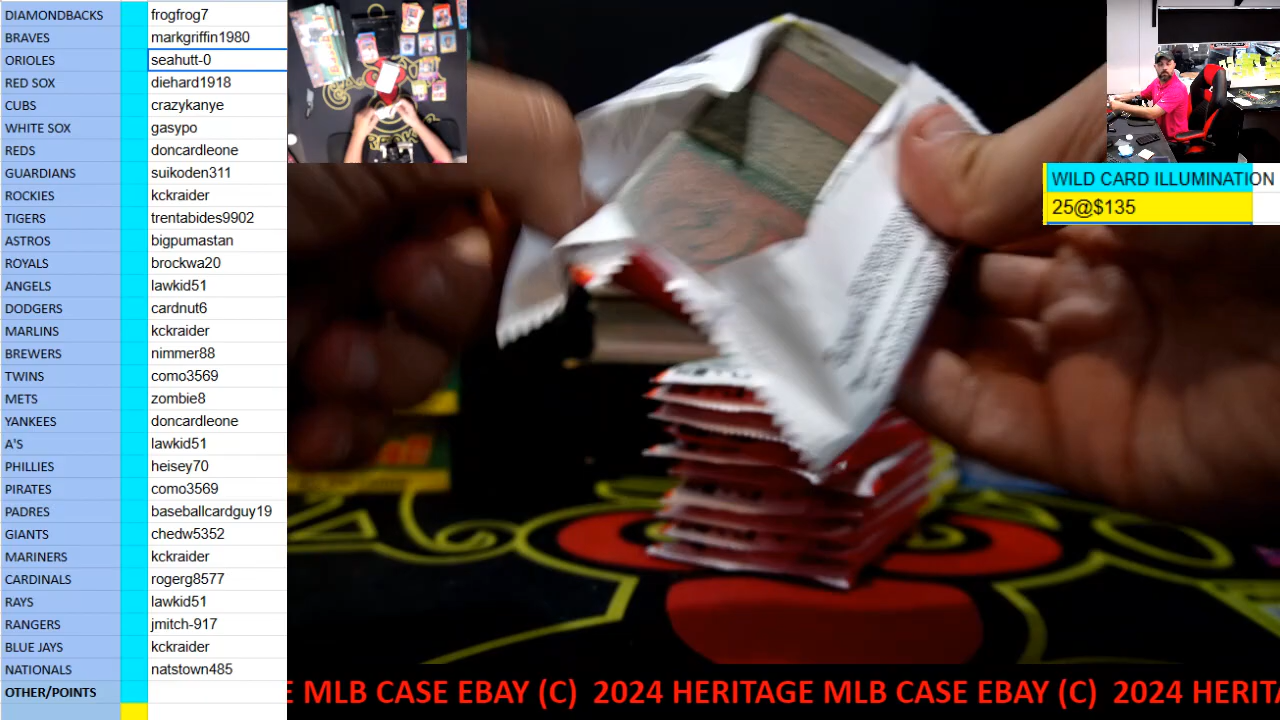 DIAMONDBACKS frogfrog7
BRAVES markgriffin1980
ORIOLES seahutt-0
RED SOX diehard1918
CUBS crazykanye
WHITE SOX gasypo
REDS doncardleone
GUARDIANS suikoden311
ROCKIES kckraider
TIGERS trentabides9902
ASTROS bigpumastan
ROYALS brockwa20
ANGELS lawkid51
DODGERS cardnut6
MARLINS kckraider
BREWERS nimmer88
TWINS como3569
METS zombie8
YANKEES doncardleone
A'S lawkid51
PHILLIES heisey70
PIRATES como3569
PADRES baseballcardguy19
GIANTS chedw5352
MARINERS kckraider
CARDINALS rogerg8577
RAYS lawkid51
RANGERS jmitch-917
BLUE JAYS kckraider
NATIONALS natstown485
OTHER/POINTS
WILD CARD ILLUMINATION
25@$135
E MLB CASE EBAY (C) 2024 HERITAGE MLB CASE EBAY (C) 2024 HERIT